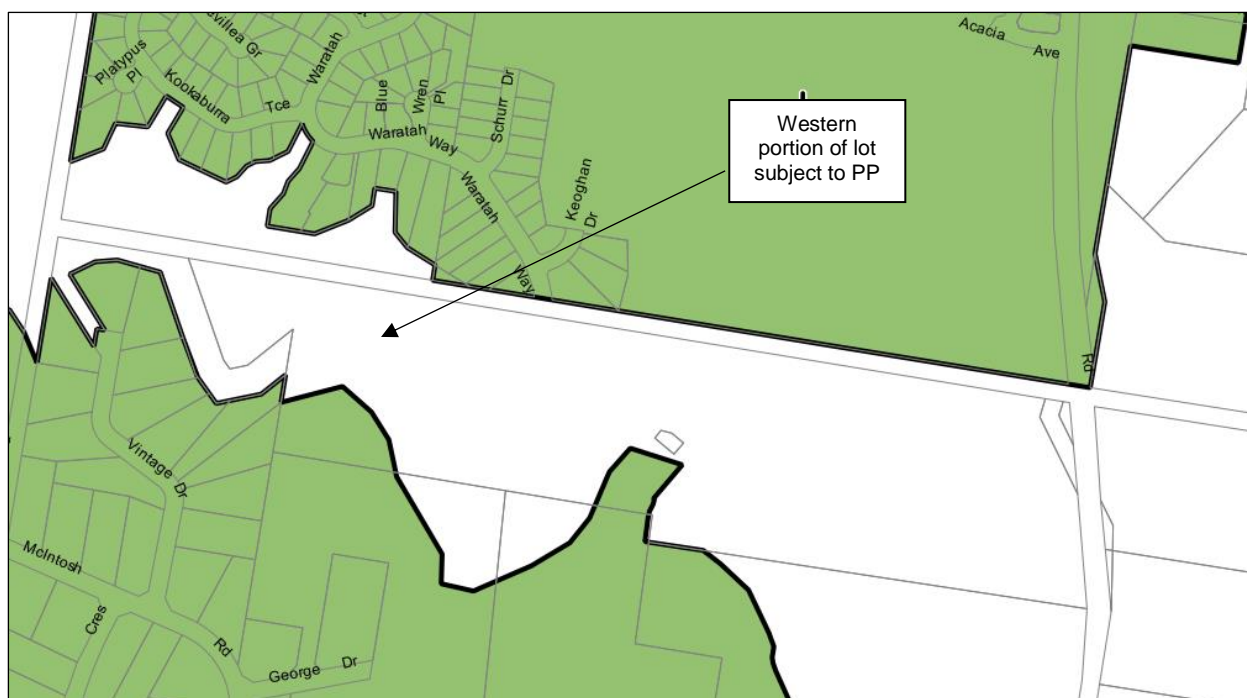 Gr
Acacia
Ave
Platypus
Pl
Kookaburra
Tce
Waratah
Blue
Wren
Pl
Schurr Dr
Waratah
Way
Western
portion of lot
subject to PP
Waratah
Way
Keoghan
Dr
Rd
Vintage Dr
McIntosh
Cres
Rd
George Dr